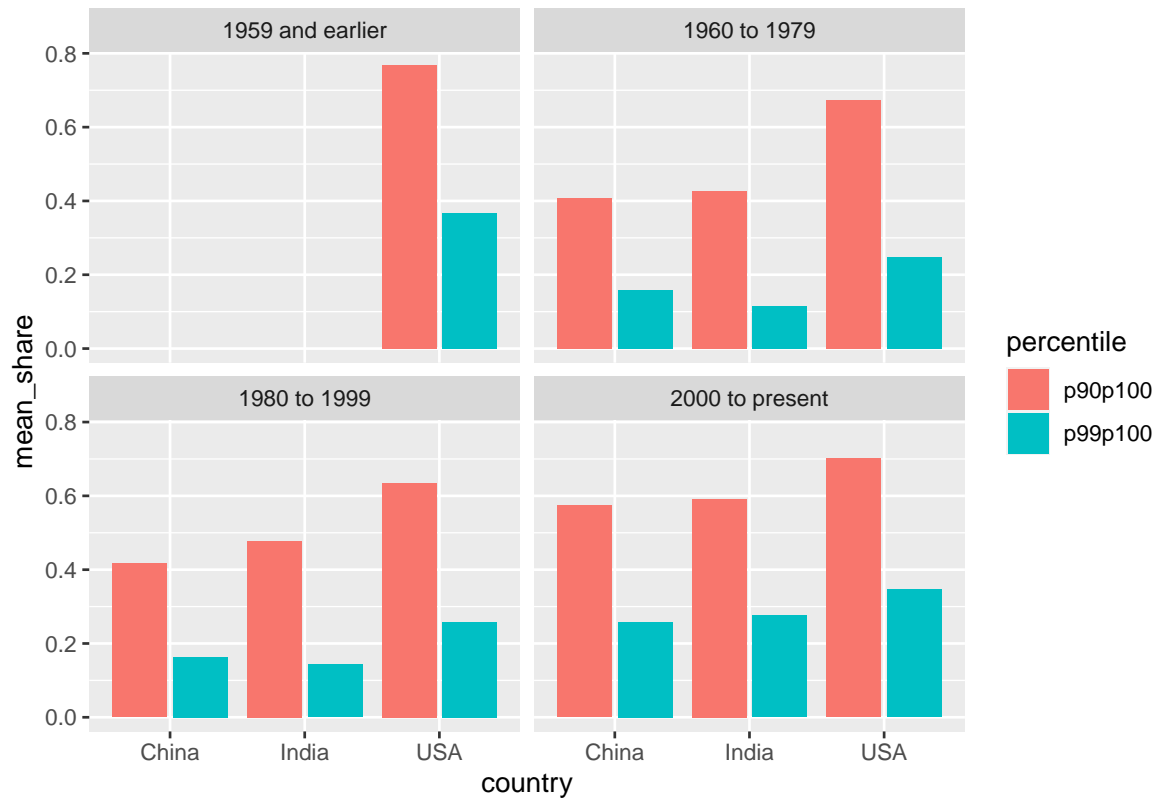 1959 and earlier
1960 to 1979
0.8
0.6
0.4
0.2
0.0
1980 to 1999
2000 to present
0.8
0.6
0.4
0.2
0.0
China
India
USA
China
India
USA
country
mean_share
percentile
p90p100
p99p100